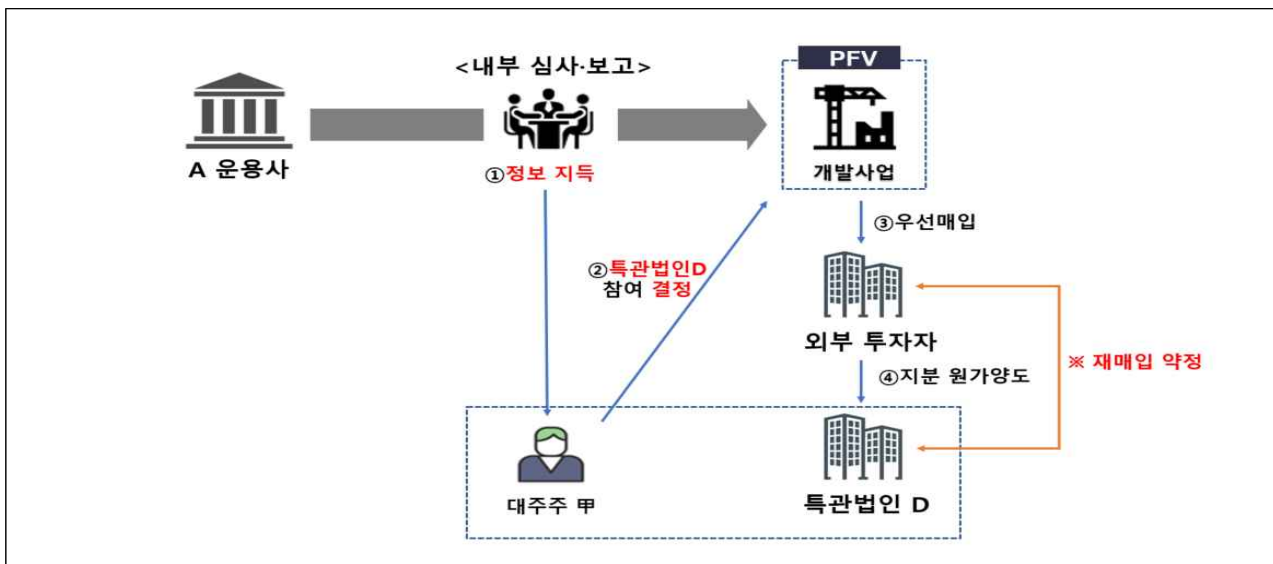 <내부 심사·보고>
PFV
A 운용사
①정보 지득
개발사업
③우선매입
②특관법인D
참여 결정
외부 투자자
※ 재매입 약정
④지분 원가양도
대주주 甲
특관법인 D